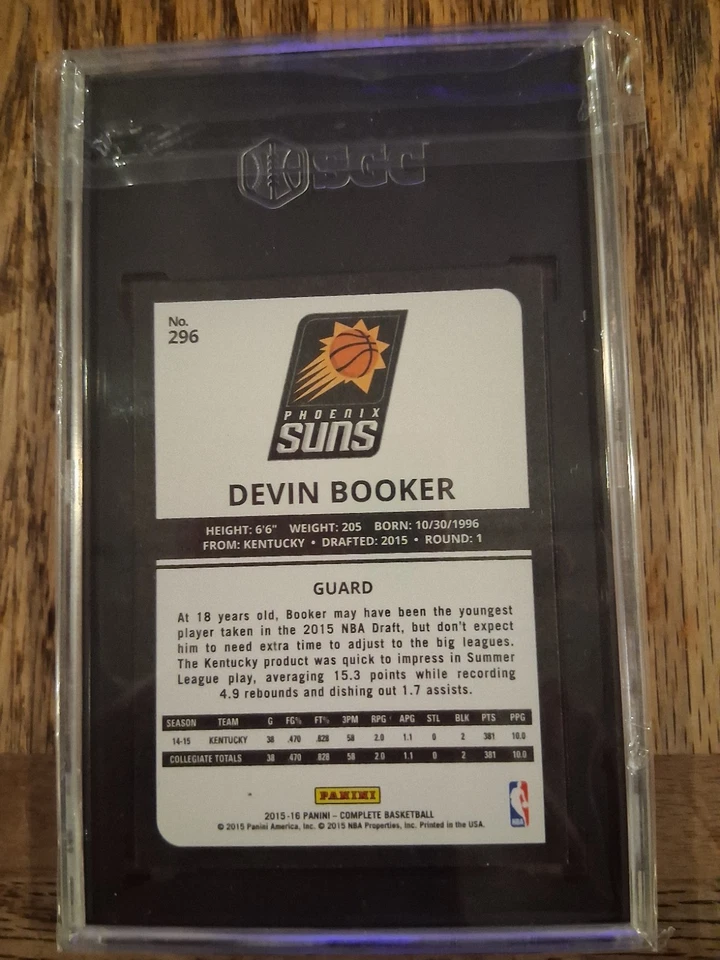 SGC
No.
296
PHOENIX
SUNS
DEVIN BOOKER
HEIGHT: 6'6" WEIGHT: 205 BORN: 10/30/1996
FROM: KENTUCKY • DRAFTED: 2015 • ROUND: 1
GUARD
At 18 years old, Booker may have been the youngest
player taken in the 2015 NBA Draft, but don't expect
him to need extra time to adjust to the big leagues.
The Kentucky product was quick to impress in Summer
League play, averaging 15.3 points while recording
4.9 rebounds and dishing out 1.7 assists.
SEASON TEAM G FG% FT% 3PM RPG APG STL BLK PTS PPG
14-15 KENTUCKY 38 .470 .828 58 2.0 1.1 0 2 381 10.0
COLLEGIATE TOTALS 38 .470 .828 58 2.0 1.1 0 2 381 10.0
PANINI
2015-16 PANINI – COMPLETE BASKETBALL
© 2015 Panini America, Inc. © 2015 NBA Properties, Inc. Printed in the USA.
NBA